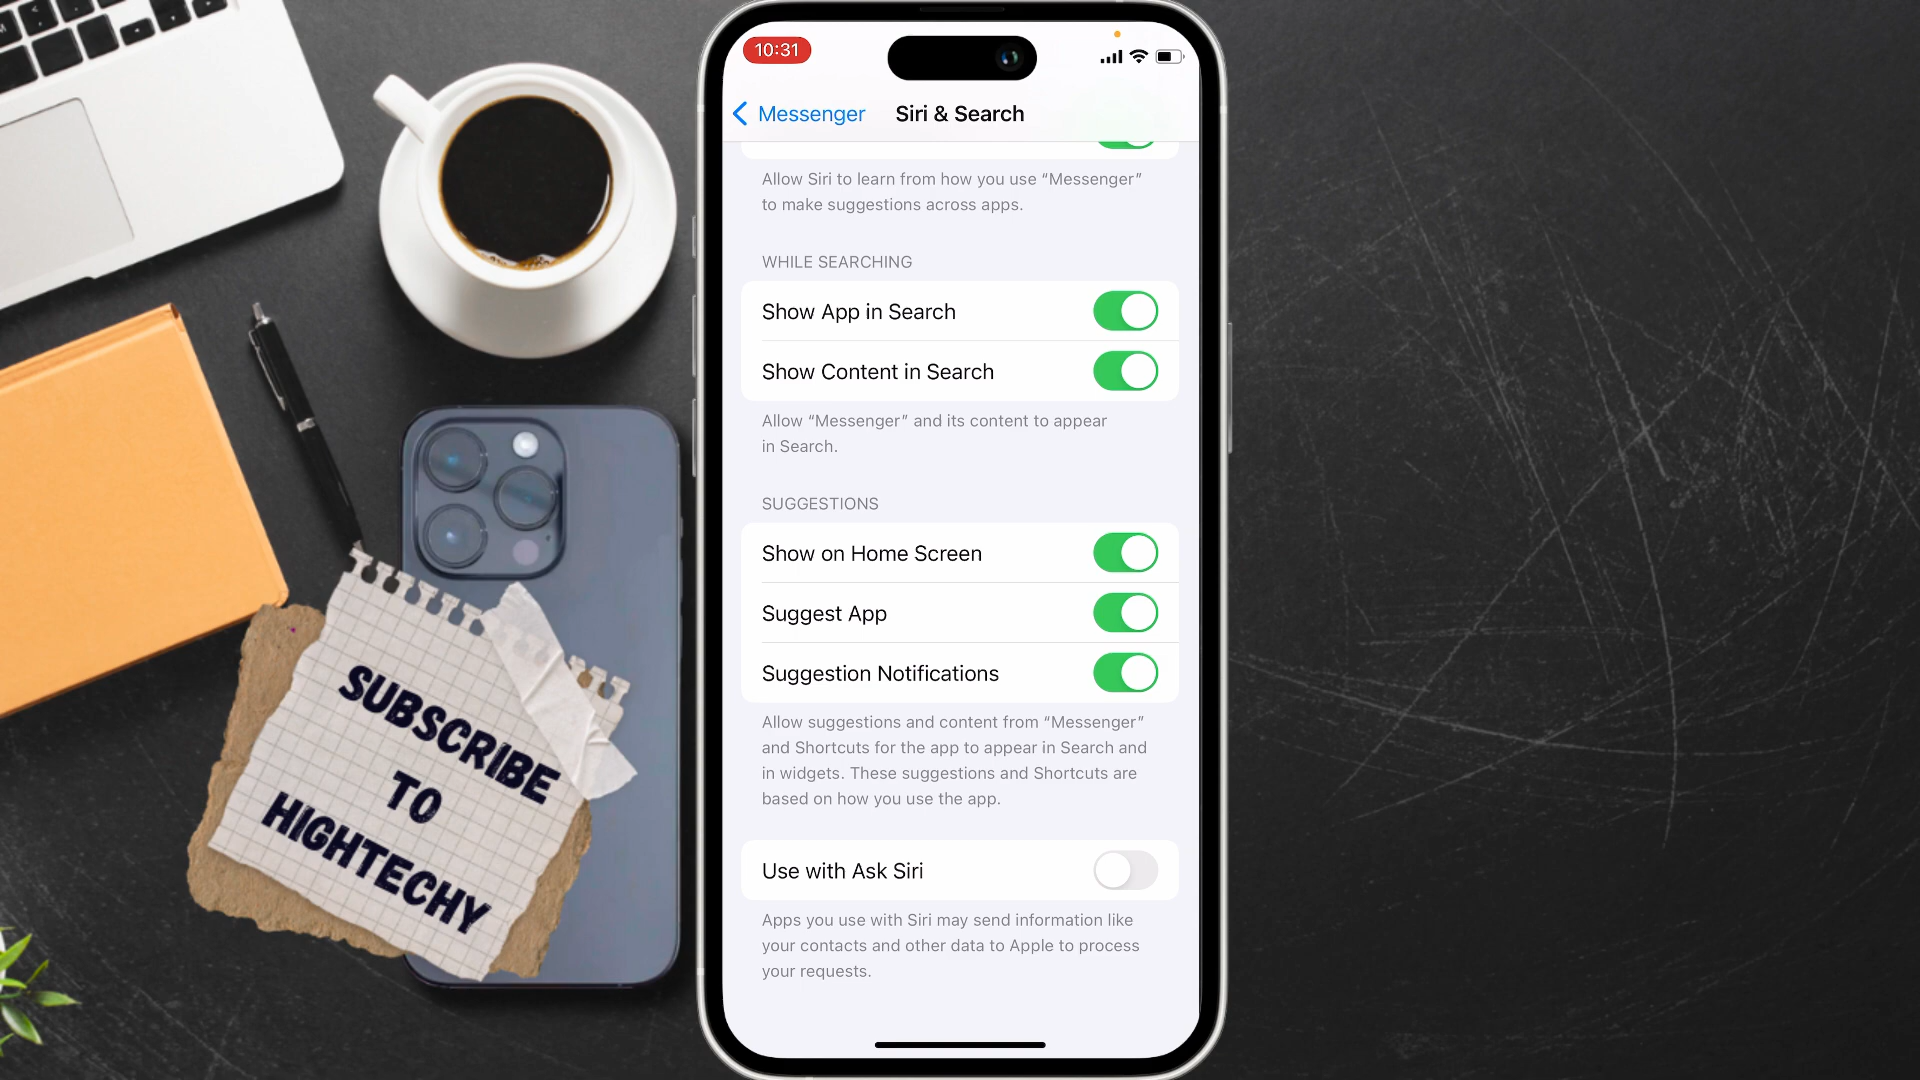 10:31
Messenger
Siri & Search
Allow Siri to learn from how you use “Messenger”
to make suggestions across apps.
WHILE SEARCHING
Show App in Search
Show Content in Search
Allow “Messenger” and its content to appear
in Search.
SUGGESTIONS
Show on Home Screen
Suggest App
Suggestion Notifications
Allow suggestions and content from “Messenger”
and Shortcuts for the app to appear in Search and
in widgets. These suggestions and Shortcuts are
based on how you use the app.
Use with Ask Siri
Apps you use with Siri may send information like
your contacts and other data to Apple to process
your requests.
SUBSCRIBE
TO
HIGHTECHY